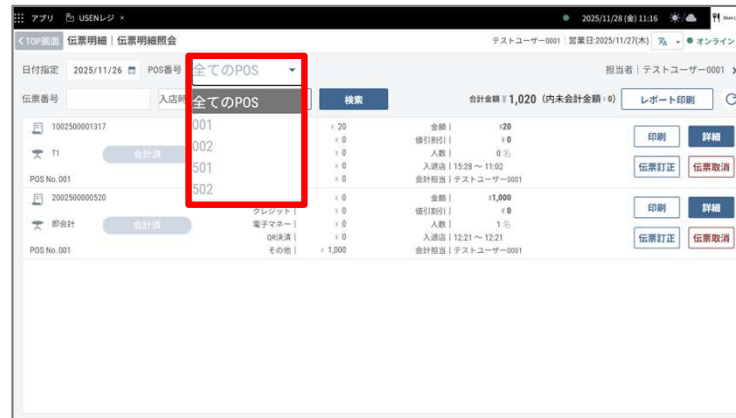 アプリ USENレジ × 2025/11/28(金) 11:16
<TOP画面 伝票明細 | 伝票明細照会 テストユーザー0001 | 営業日:2025/11/27(木) オンライン
日付指定 2025/11/26 POS番号 全てのPOS 担当者 | テストユーザー0001
伝票番号 入店時 検索 合計金額 ¥ 1,020 (内未会計金額 ¥ 0) レポート印刷
全てのPOS
001
002
501
502
1002500001317 ¥ 20 金額 | ¥20 印刷 詳細
¥ 0 値引割引 | ¥ 0
T1 会計済 ¥ 0 人数 | 0 名
¥ 0 入退店 | 15:28 ～ 11:02 伝票訂正 伝票取消
POS No. 001 ¥ 0 会計担当 | テストユーザー0001
2002500000520 ¥ 0 金額 | ¥1,000 印刷 詳細
クレジット | ¥ 0 値引割引 | ¥ 0
即会計 会計済 電子マネー | ¥ 0 人数 | 1 名
QR決済 | ¥ 0 入退店 | 12:21 ～ 12:21 伝票訂正 伝票取消
POS No. 001 その他 | ¥ 1,000 会計担当 | テストユーザー0001